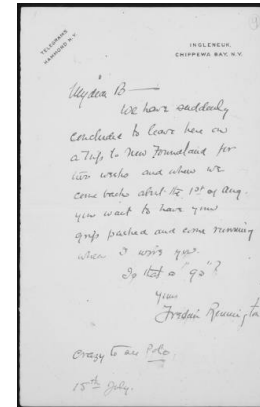 TELEGRAMS
HAMMOND N.Y.
INGLENEUK,
CHIPPEWA BAY, N.Y.
My dear B—
We have suddenly
concluded to leave here on
a trip to New Foundland for
two weeks and when we
come back abut the 1st of Aug.
you want to have your
grip packed and come running
when I wire you.
Is that a "go"?
Yours
Frederic Remington
crazy to see Polo.
15th July.